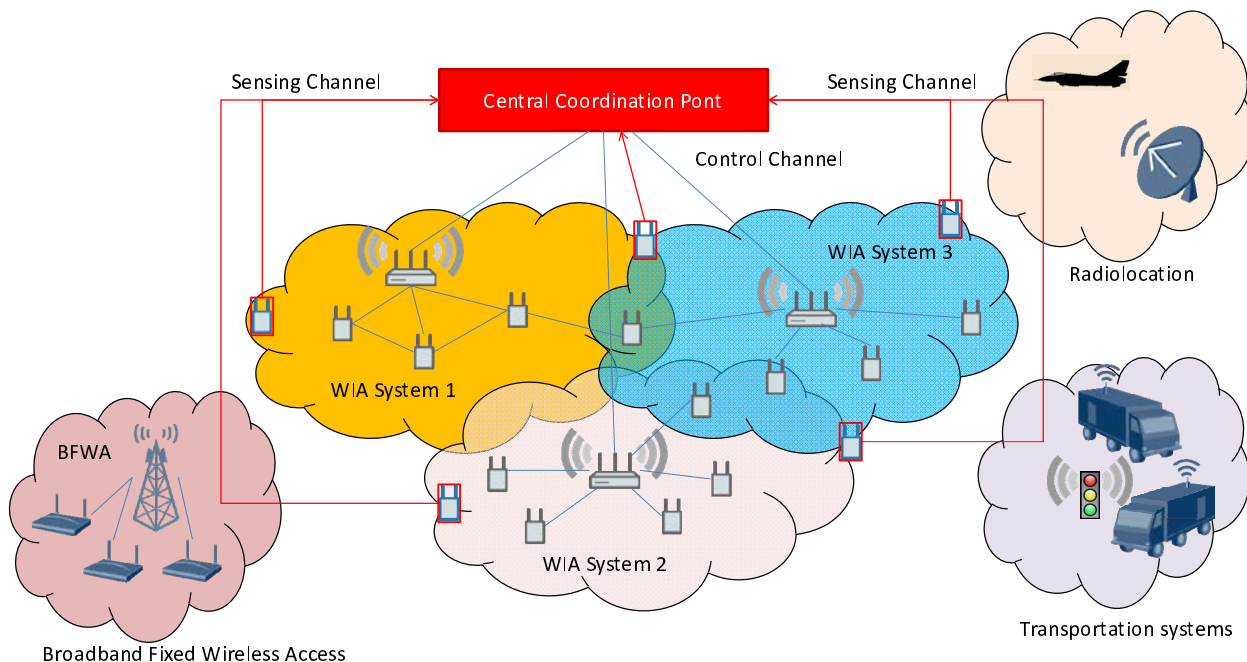 Sensing Channel
Sensing Channel
Central Coordination Pont
Control Channel
WIA System 3
Radiolocation
WIA System 1
BFWA
WIA System 2
Transportation systems
Broadband Fixed Wireless Access